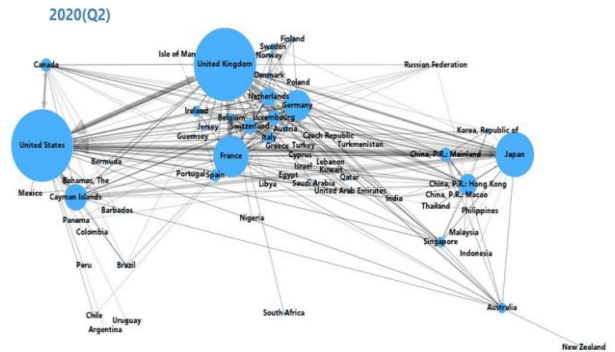 2020(Q2)
Finland
Sweden
Norway
Isle of Man
United Kingdom
Canada
Russian Federation
Denmark
Poland
Netherlands
Germany
Ireland
Belgium
Luxembourg
Jersey
Switzerland
Austria
Guernsey
Italy
Czech Republic
Korea, Republic of
United States
Greece
Turkey
Turkmenistan
France
Cyprus
China, P.R.: Mainland
Japan
Bermuda
Israel
Lebanon
Kuwait
Portugal
Spain
Egypt
Qatar
Bahamas, The
Libya
Saudi Arabia
China, P.R.: Hong Kong
United Arab Emirates
Mexico
Cayman Islands
India
China, P.R.: Macao
Thailand
Philippines
Barbados
Panama
Nigeria
Colombia
Malaysia
Singapore
Indonesia
Peru
Brazil
Australia
South Africa
Chile
Uruguay
Argentina
New Zealand